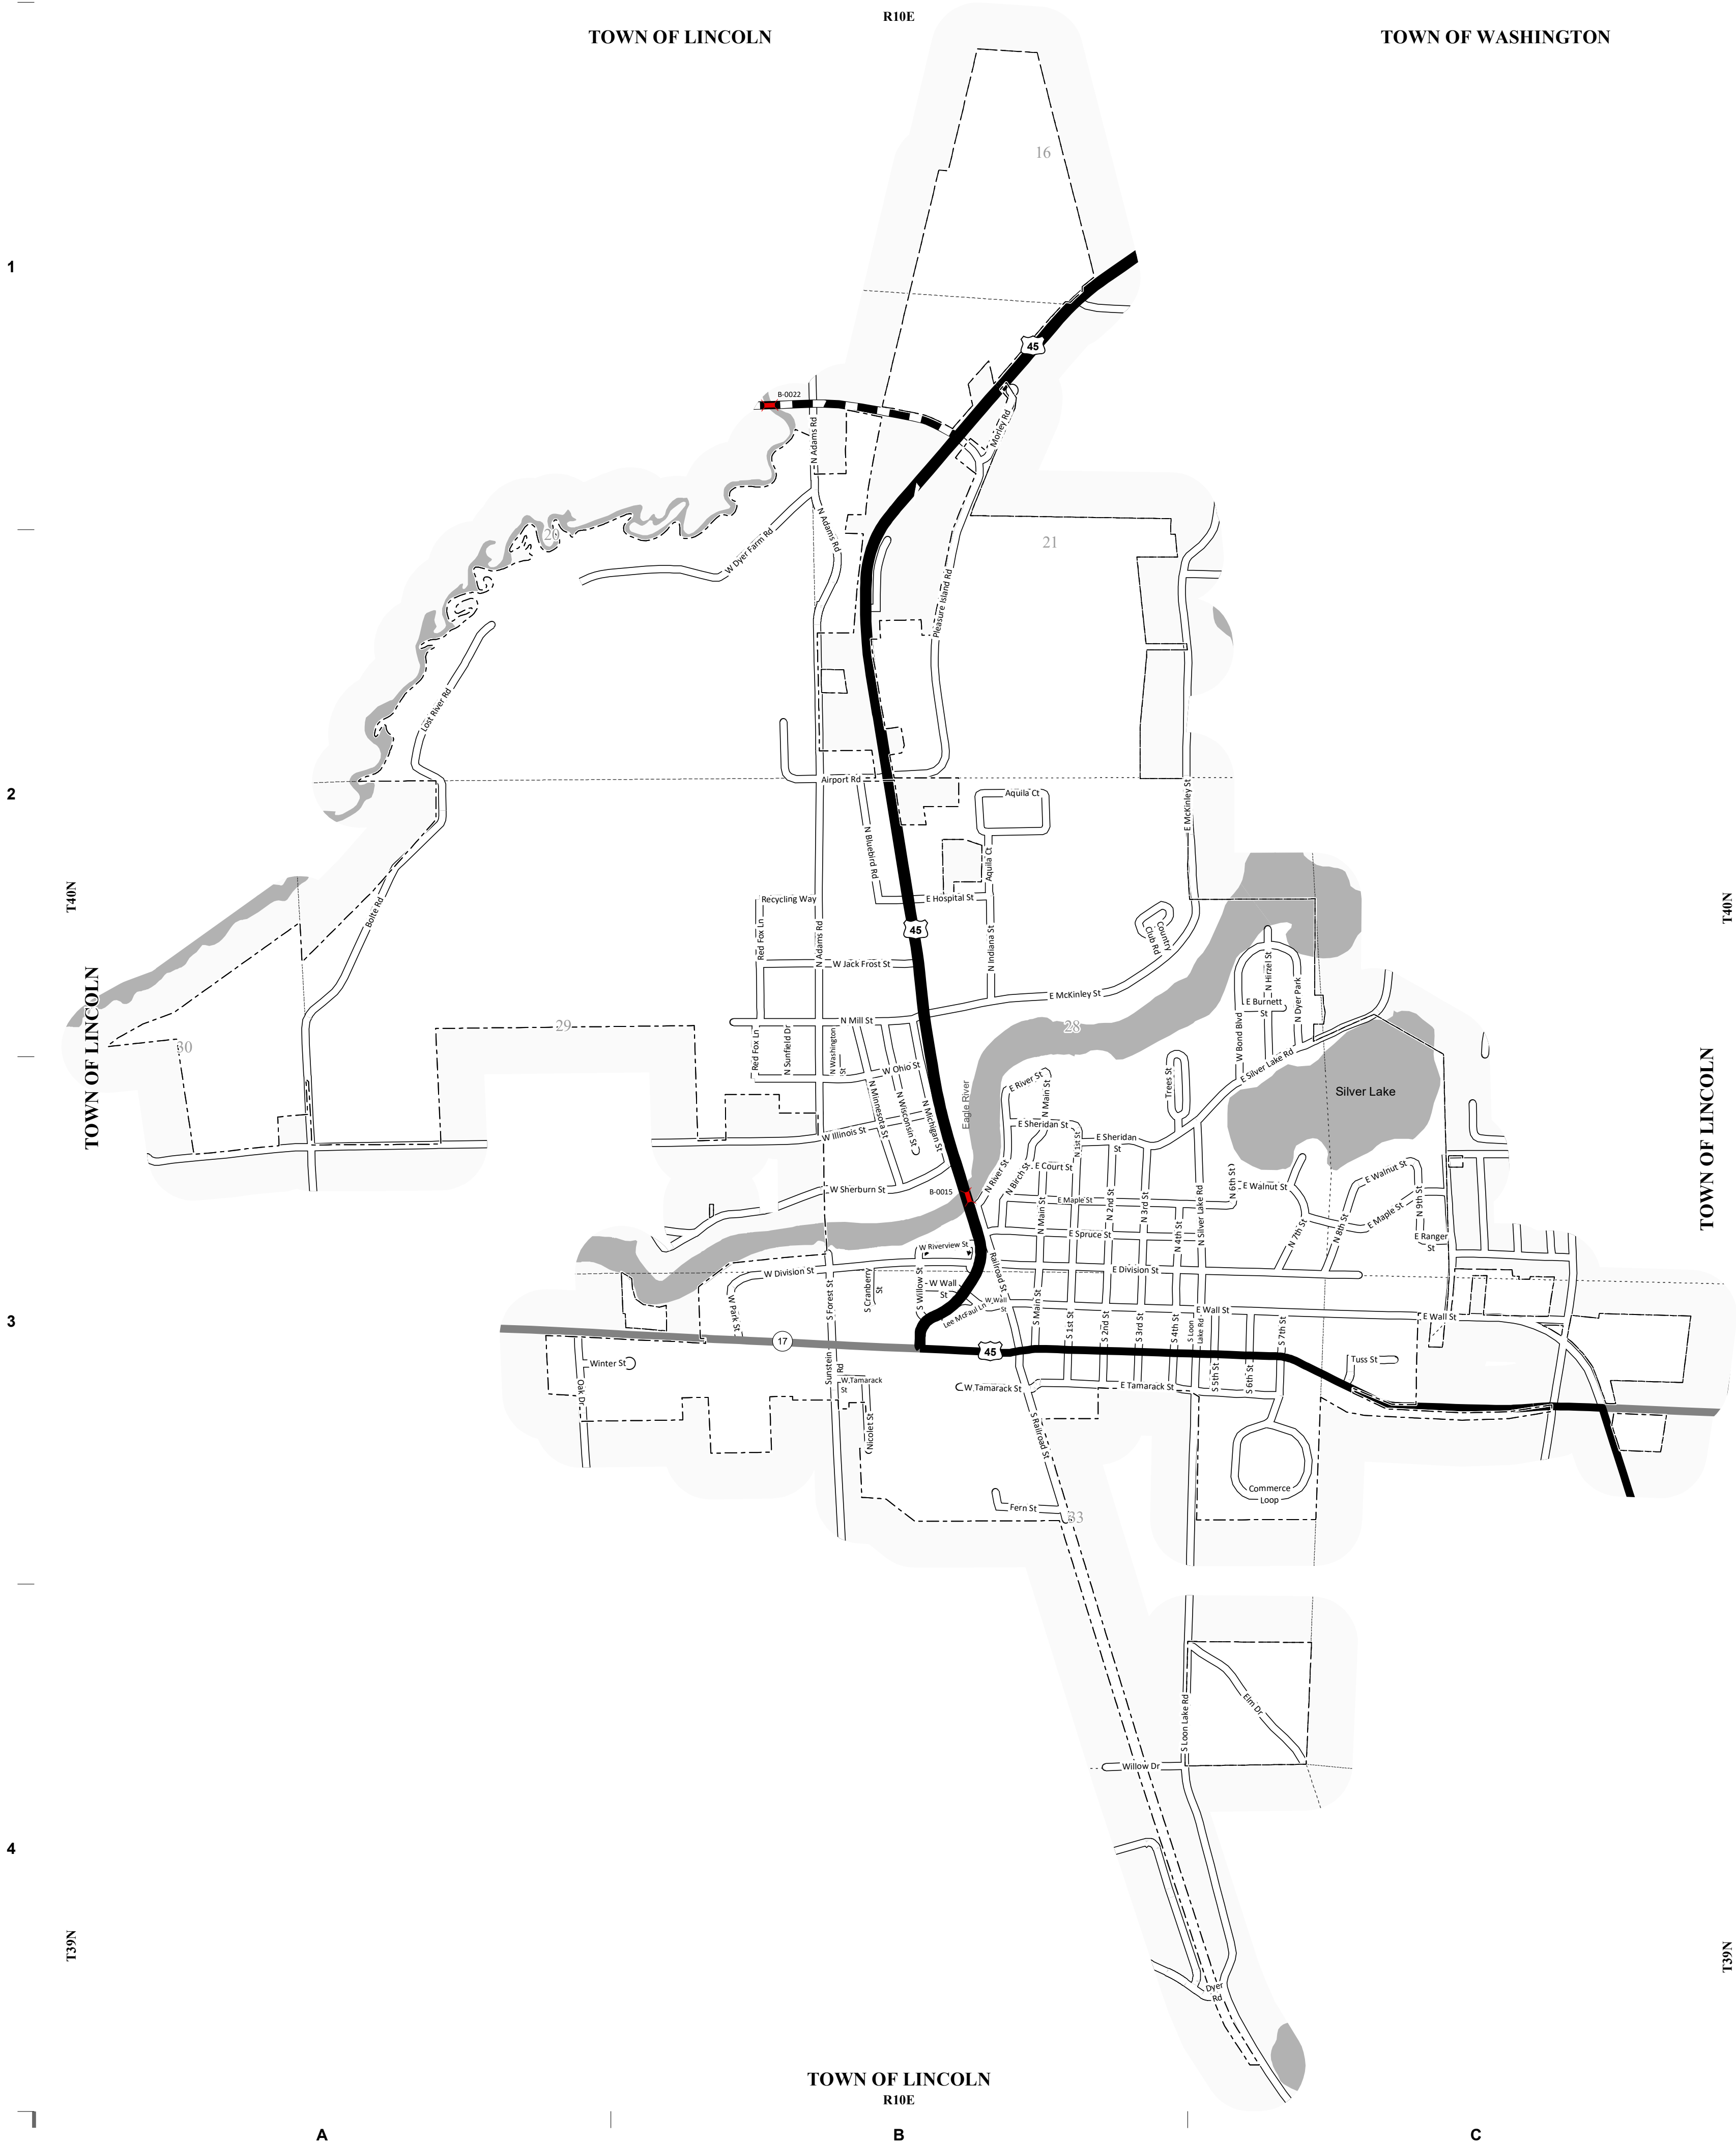 R10E
TOWN OF LINCOLN
TOWN OF WASHINGTON
16
1
45
B-0022
N Adams Rd
Morley Rd
20
N Adams Rd
W Dyer Farm Rd
21
Pleasure Island Rd
Lost River Rd
Airport Rd
2
Aquila Ct
E McKinley St
N Bluebird Rd
Aquila Ct
T40N
T40N
Recycling Way
E Hospital St
Bolte Rd
45
Red Fox Ln
N Adams Rd
N Indiana St
Country
Club Rd
W Jack Frost St
N Hirzel St
E McKinley St
E Burnett
St
N Dyer Park
TOWN OF LINCOLN
29
N Mill St
28
W Bond Blvd
30
Red Fox Ln
N Sunfield Dr
N Washington
St
W Ohio St
E Silver Lake Rd
Trees St
E River St
Silver Lake
TOWN OF LINCOLN
Eagle River
N Main St
N Minnesota St
N Wisconsin St
N Michigan St
W Illinois St
E Sheridan St
E Sheridan
St
N 1st St
E Court St
N River St
N Birch St
W Sherburn St
B-0015
E Maple St
N 2nd St
N 3rd St
N Silver Lake Rd
N 6th St
E Walnut St
E Walnut St
N 9th St
E Maple St
N Main St
N 4th St
N 7th St
N 8th St
E Spruce St
E Ranger
St
W Riverview St
Railroad St
W Division St
E Division St
S Cranberry
St
S Willow St
W Wall
St
W Park St
S Forest St
Lee McFaul Ln
W Wall
St
S Main St
E Wall St
E Wall St
3
17
45
S 1st St
S 2nd St
S 3rd St
S 4th St
S Loon
Lake Rd
S 7th St
Winter St
Tuss St
Sunstein
Rd
W Tamarack
St
W Tamarack St
E Tamarack St
S 5th St
S 6th St
Oak Dr
Nicolet St
S Railroad St
Commerce
Loop
Fern St
33
Elm Dr
S Loon Lake Rd
Willow Dr
4
T39N
T39N
Dyer
Rd
TOWN OF LINCOLN
R10E
A
B
C